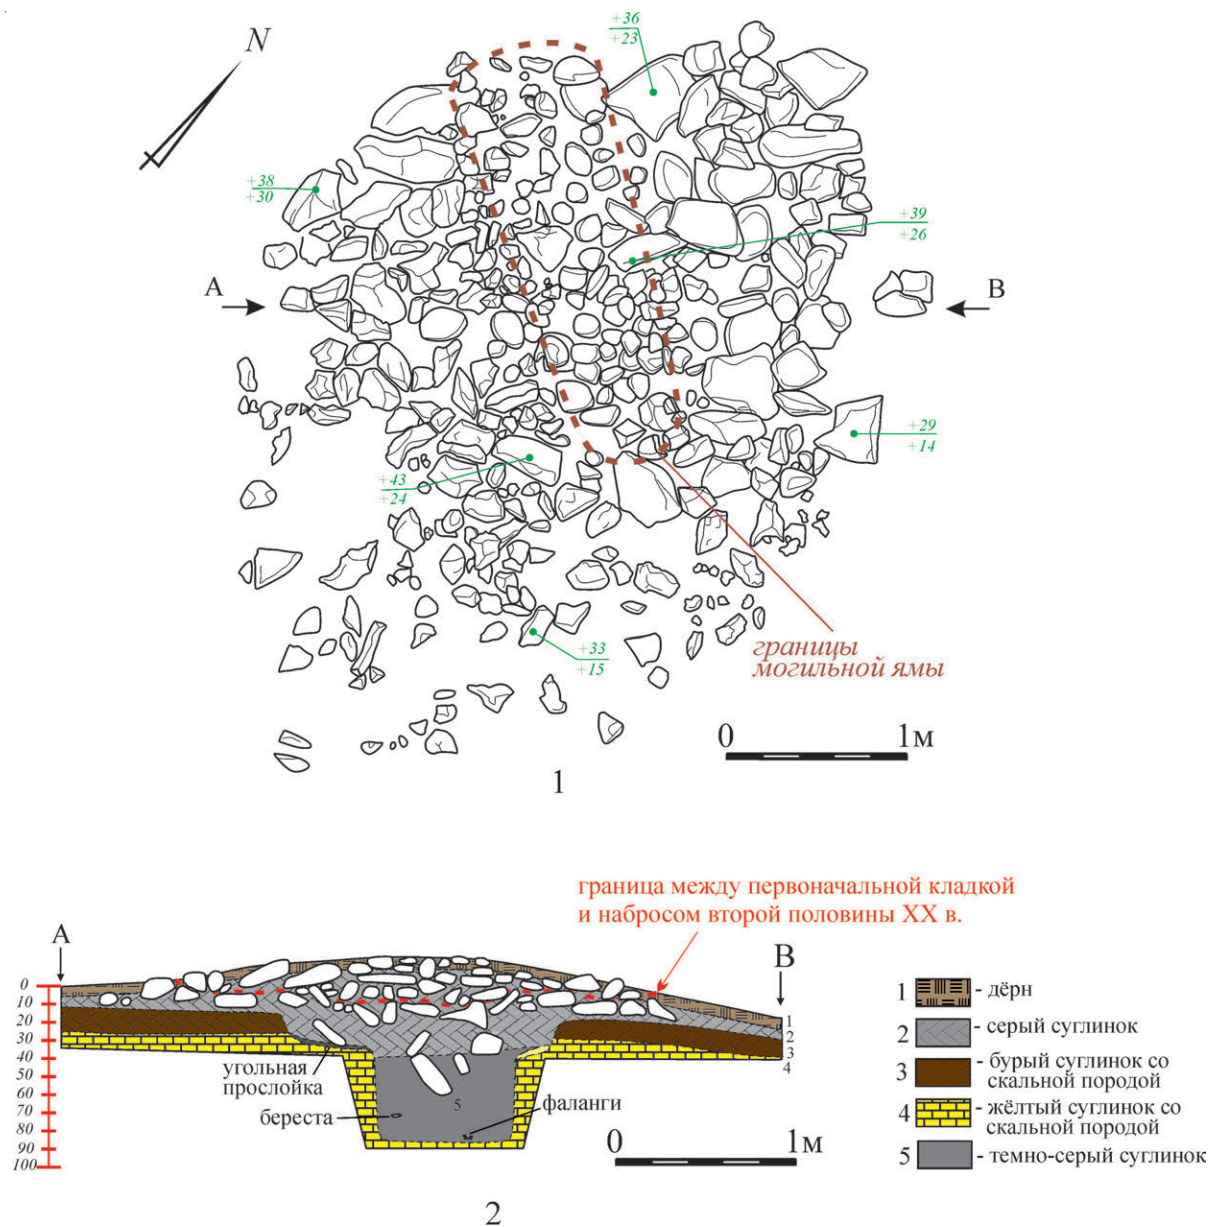 N
+36
+23
+38
+30
+39
+26
A
B
+29
+14
+43
+24
+33
+15
границы
могильной ямы
0 1м
1
граница между первоначальной кладкой
и набросом второй половины XX в.
A
B
0
10
20
30
40
50
60
70
80
90
100
1
2
3
4
5
угольная
прослойка
береста
фаланги
0 1м
1 - дёрн
2 - серый суглинок
3 - бурый суглинок со
скальной породой
4 - жёлтый суглинок со
скальной породой
5 - темно-серый суглинок
2